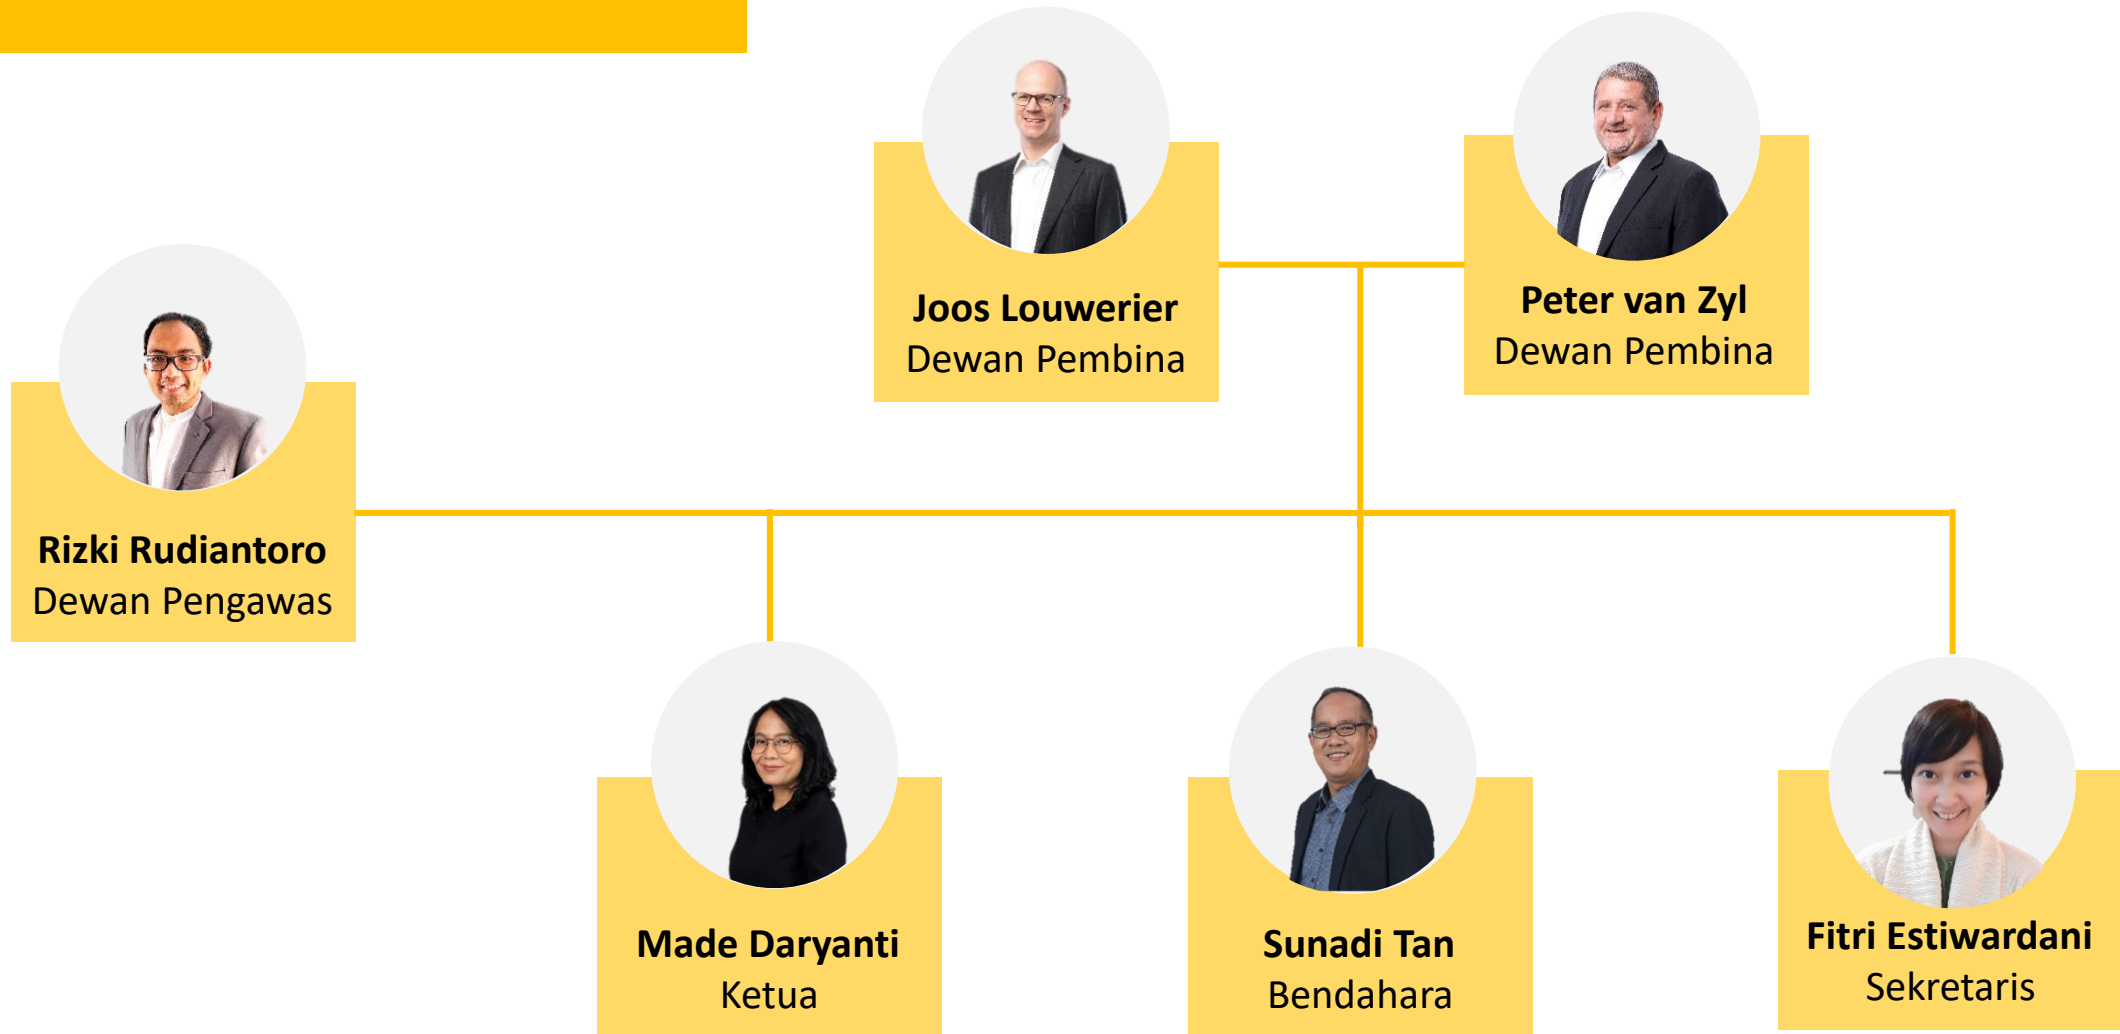 Joos Louwerier
Dewan Pembina
Peter van Zyl
Dewan Pembina
Rizki Rudiantoro
Dewan Pengawas
Made Daryanti
Ketua
Sunadi Tan
Bendahara
Fitri Estiwardani
Sekretaris